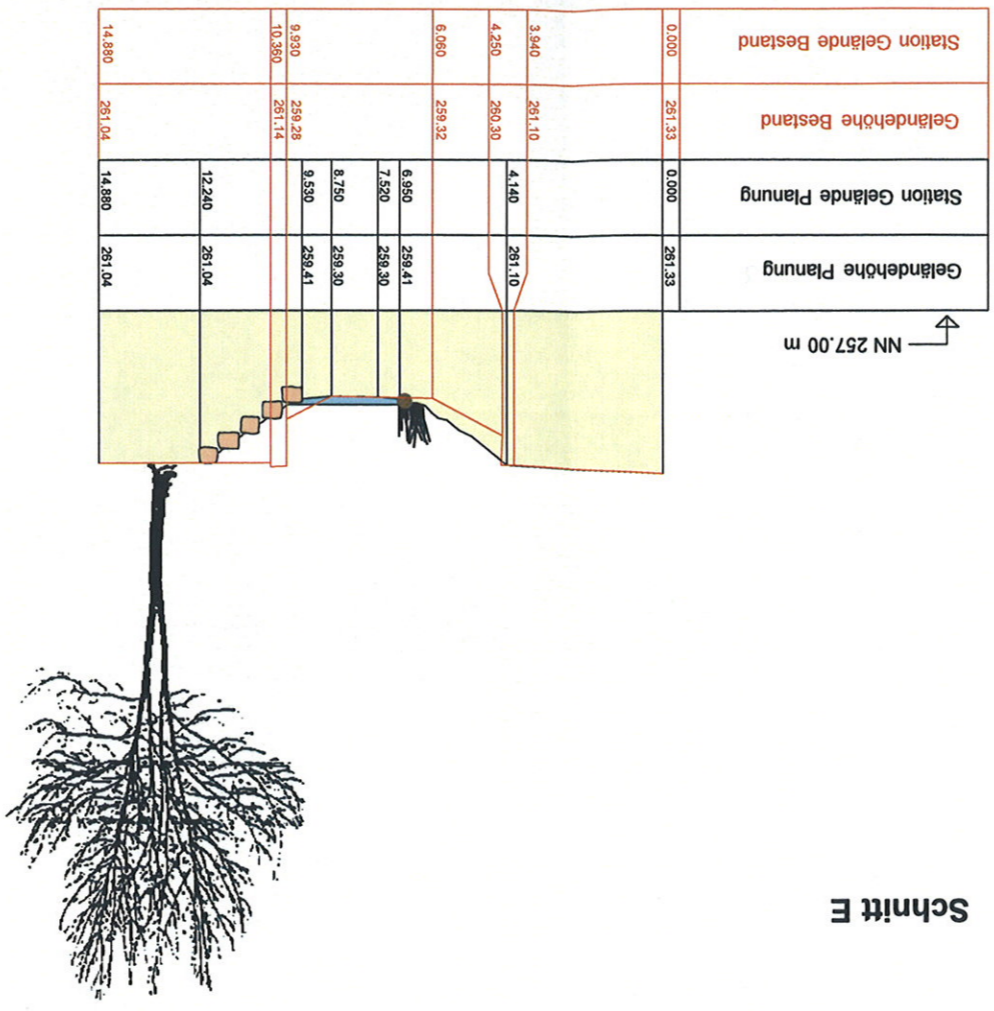 Schnitt E
NN 257.00 m
Geländehöhe Planung 261.33 261.10 259.41 259.30 259.30 259.41 261.04 261.04
Station Gelände Planung 0.000 4.140 6.950 7.520 8.750 9.530 12.240 14.880
Geländehöhe Bestand 261.33 261.10 260.30 259.32 259.28 261.14 261.04
Station Gelände Bestand 0.000 3.940 4.250 6.060 9.930 10.360 14.880